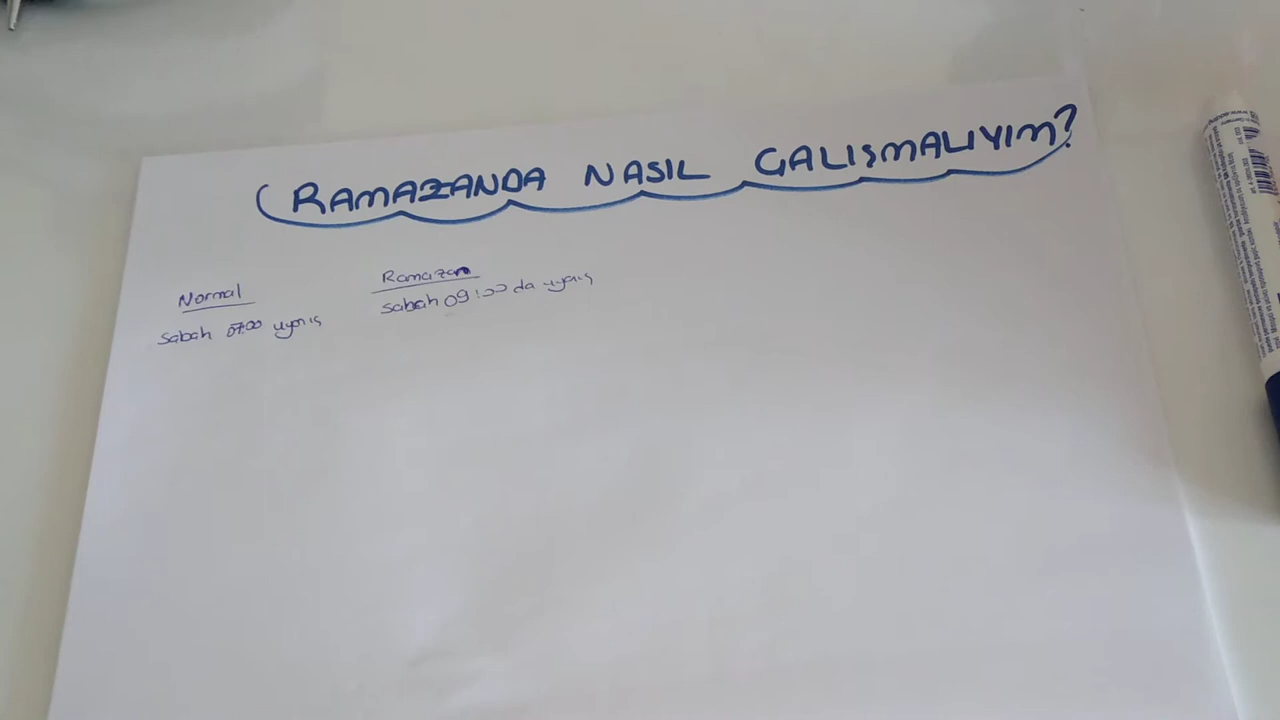 RAMAZANDA NASIL ÇALIŞMALIYIM?
Normal
sabah 07:00 uyanış
Ramazan
sabah 09:00 da uyanış